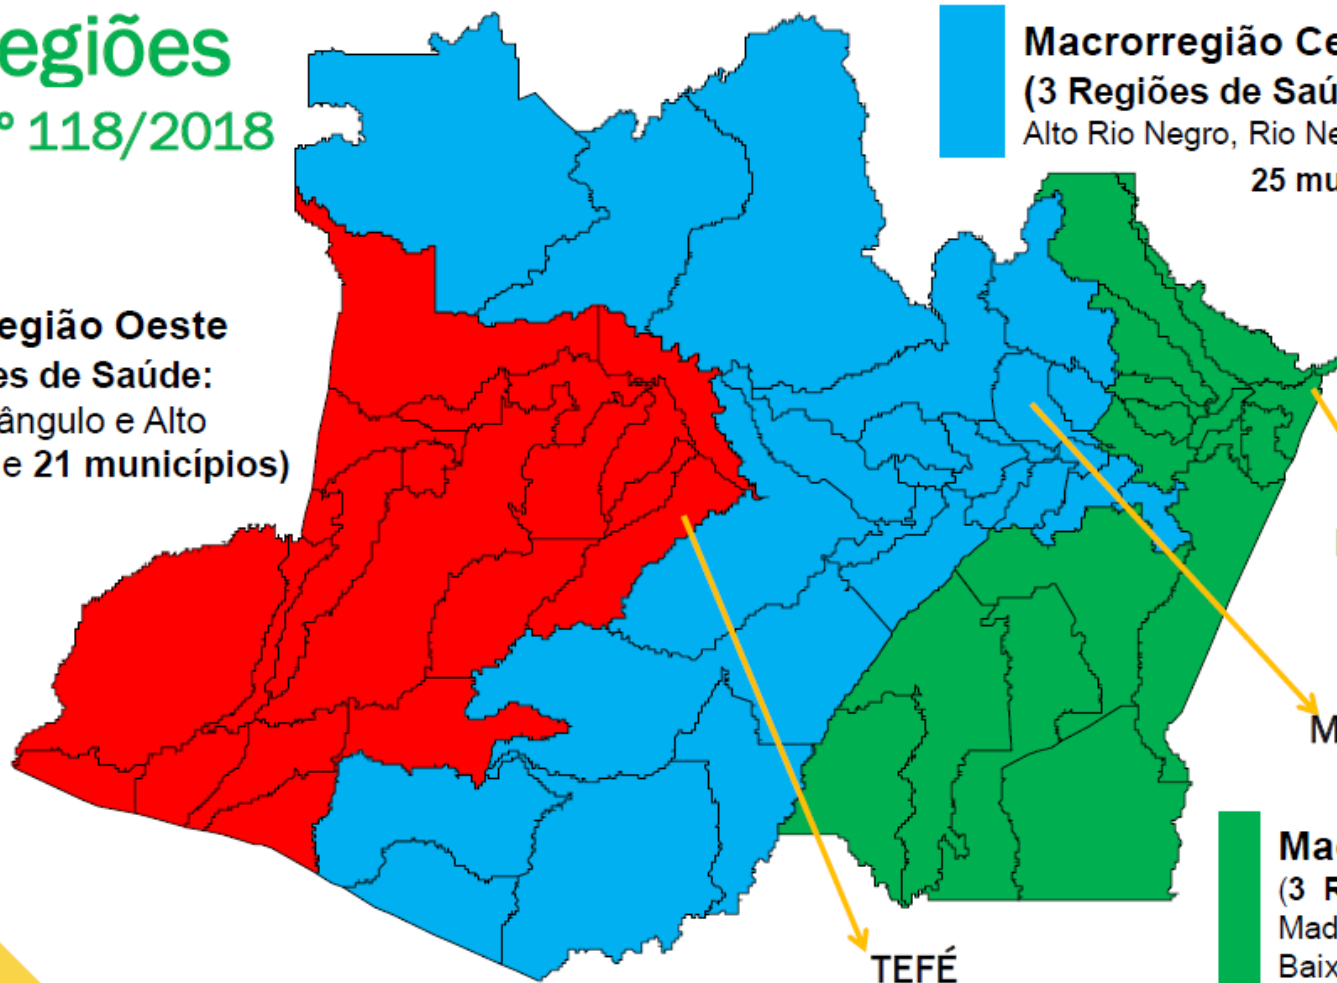 egiões
º 118/2018
egião Oeste
es de Saúde:
ângulo e Alto
e 21 municípios)
Macrorregião Ce
(3 Regiões de Saú
Alto Rio Negro, Rio Ne
25 mu
M
TEFÉ
Mac
(3 R
Mad
Baix